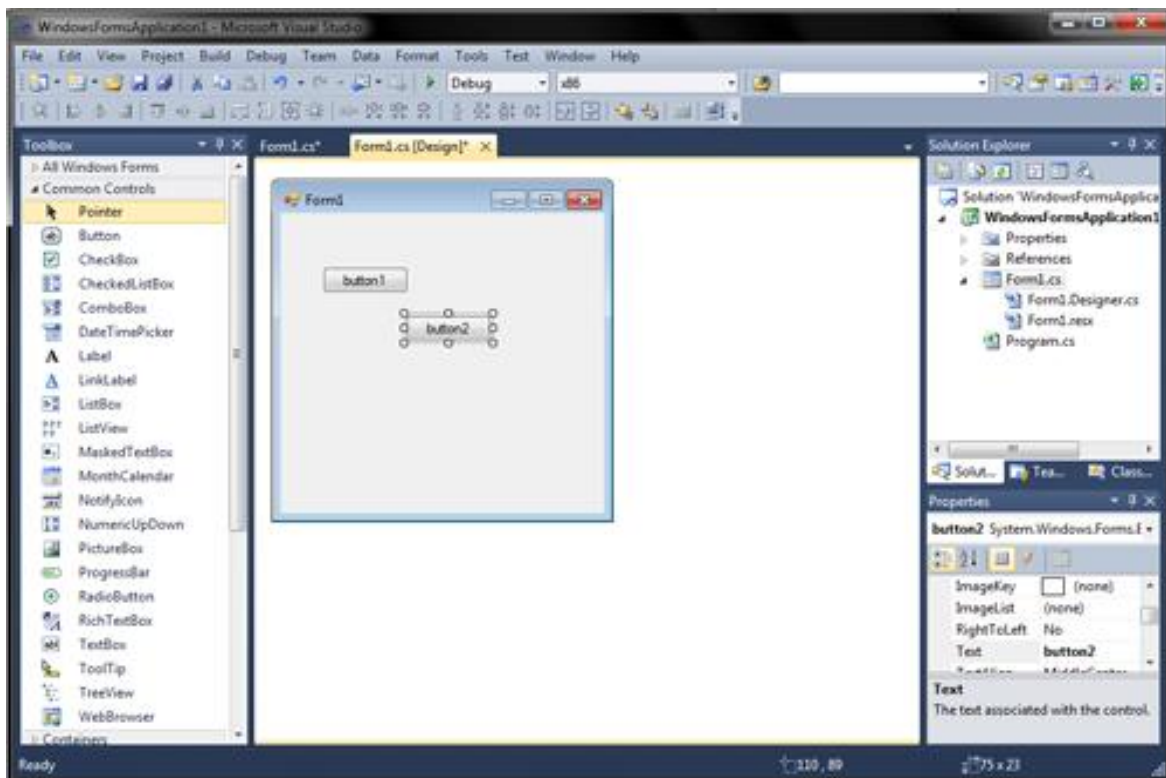 WindowsFormsApplication1 - Microsoft Visual Studio
File Edit View Project Build Debug Team Data Format Tools Test Window Help
Debug x86
Toolbox
All Windows Forms
Common Controls
Pointer
Button
CheckBox
CheckedListBox
ComboBox
DateTimePicker
Label
LinkLabel
ListBox
ListView
MaskedTextBox
MonthCalendar
NotifyIcon
NumericUpDown
PictureBox
ProgressBar
RadioButton
RichTextBox
TextBox
ToolTip
TreeView
WebBrowser
Containers
Form1.cs* Form1.cs [Design]*
Form1
button1
button2
Solution Explorer
Solution 'WindowsFormsApplica
WindowsFormsApplication1
Properties
References
Form1.cs
Form1.Designer.cs
Form1.resx
Program.cs
Solut... Tea... Class...
Properties
button2 System.Windows.Forms.
ImageKey (none)
ImageList (none)
RightToLeft No
Text button2
TextAlign MiddleCenter
Text
The text associated with the control.
Ready 110, 89 75 x 23